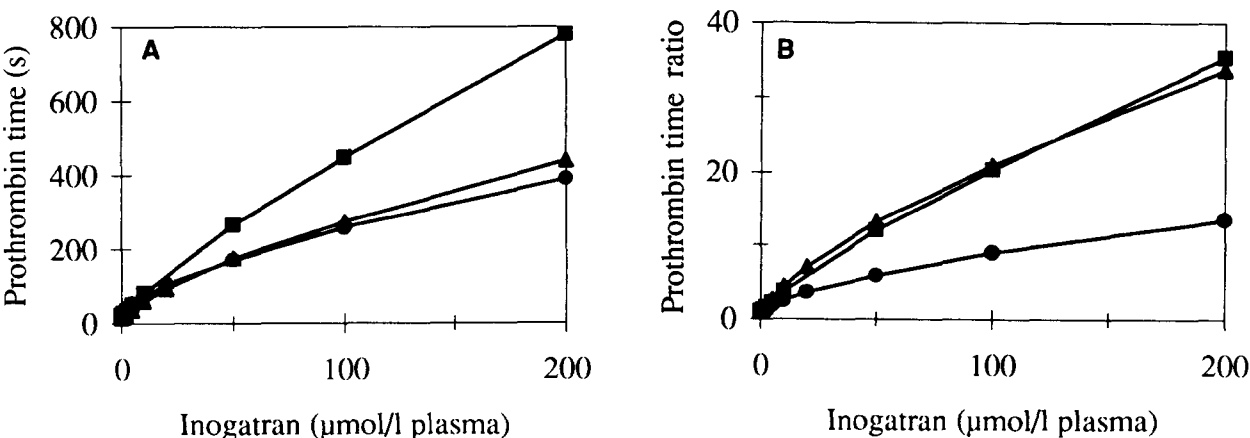 A
Prothrombin time (s)
800
600
400
200
0
0 100 200
Inogatran (µmol/l plasma)
B
Prothrombin time ratio
40
20
0
0 100 200
Inogatran (µmol/l plasma)